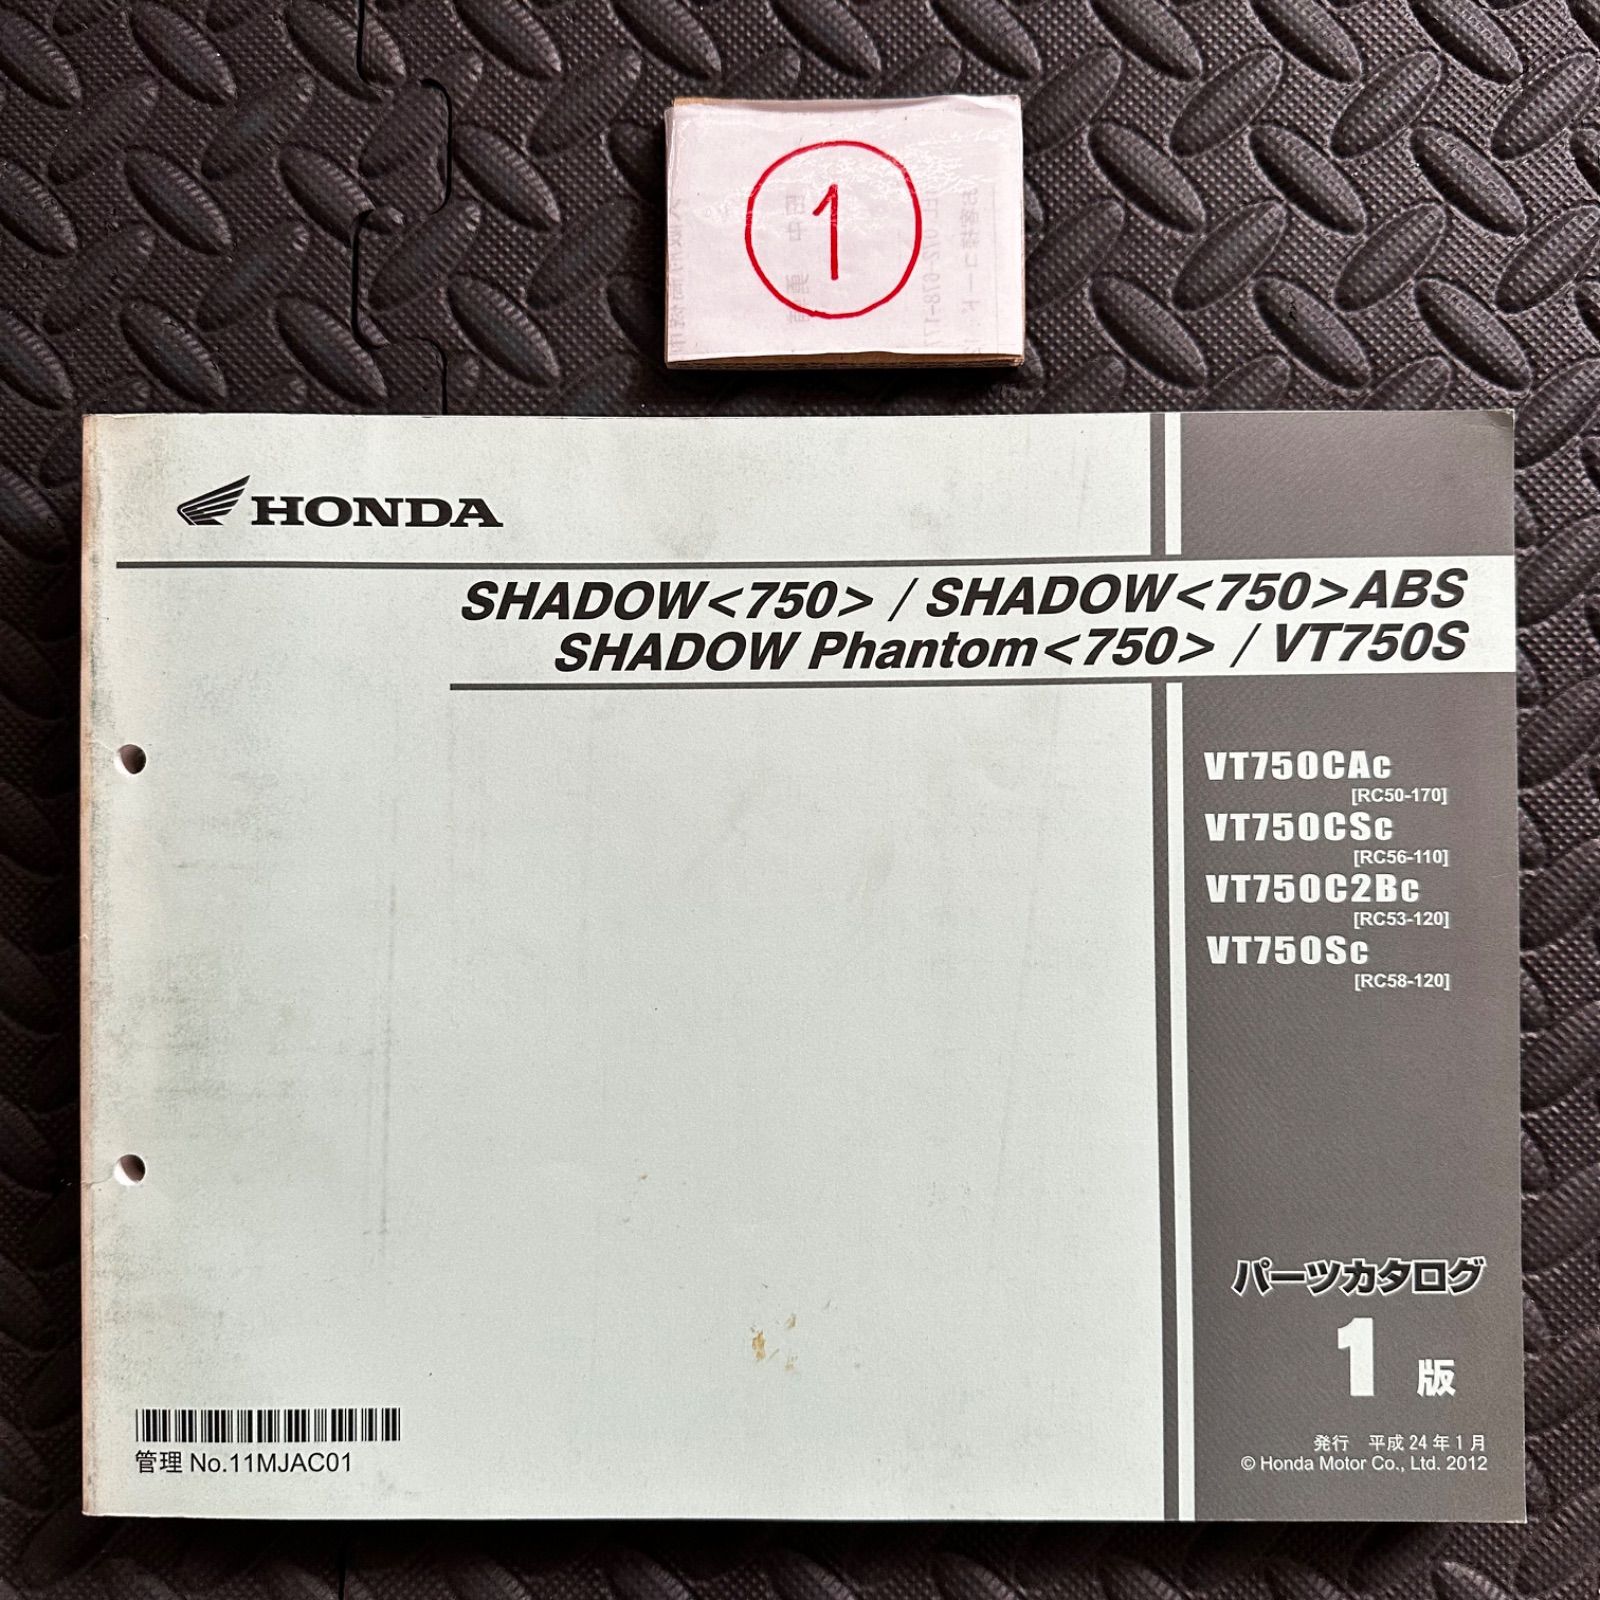 1
HONDA
SHADOW<750> / SHADOW<750>ABS
SHADOW Phantom<750> / VT750S
VT750CAC
[RC50-170]
VT750CSC
[RC56-110]
VT750C2BC
[RC53-120]
VT750SC
[RC58-120]
パーツカタログ
1 版
発行 平成24年1月
© Honda Motor Co., Ltd. 2012
管理 No.11MJAC01